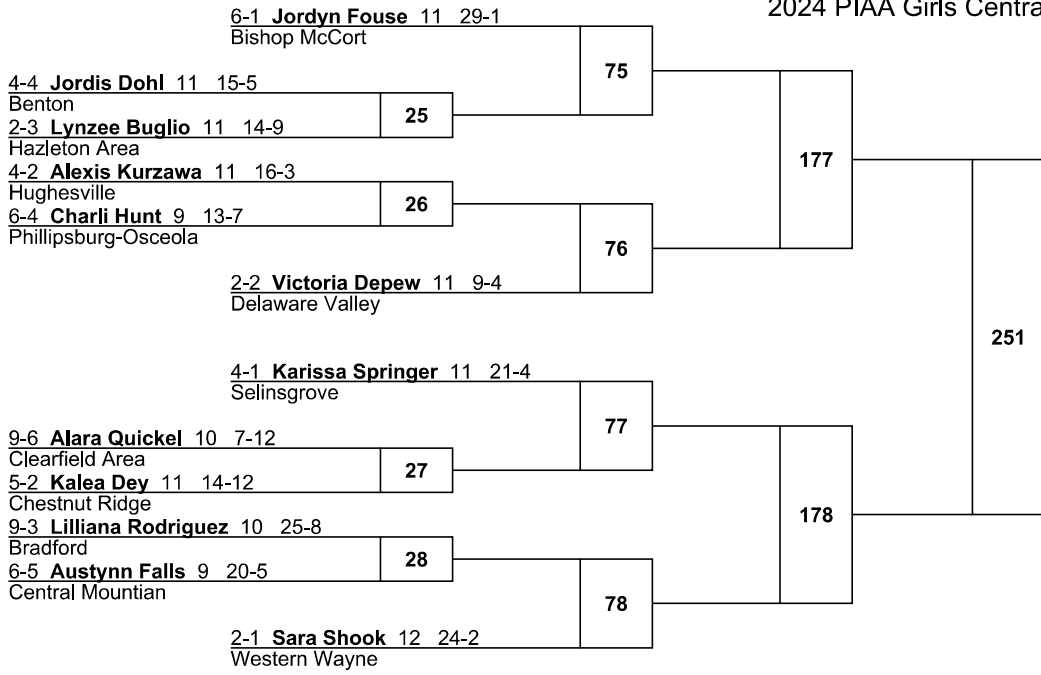 2024 PIAA Girls Centra
6-1 Jordyn Fouse 11 29-1
Bishop McCort
75
4-4 Jordis Dohl 11 15-5
Benton
25
2-3 Lynzee Buglio 11 14-9
Hazleton Area
177
4-2 Alexis Kurzawa 11 16-3
Hughesville
26
6-4 Charli Hunt 9 13-7
Phillipsburg-Osceola
76
2-2 Victoria Depew 11 9-4
Delaware Valley
251
4-1 Karissa Springer 11 21-4
Selinsgrove
77
9-6 Alara Quickel 10 7-12
Clearfield Area
27
5-2 Kalea Dey 11 14-12
Chestnut Ridge
178
9-3 Lilliana Rodriguez 10 25-8
Bradford
28
6-5 Austynn Falls 9 20-5
Central Mountian
78
2-1 Sara Shook 12 24-2
Western Wayne